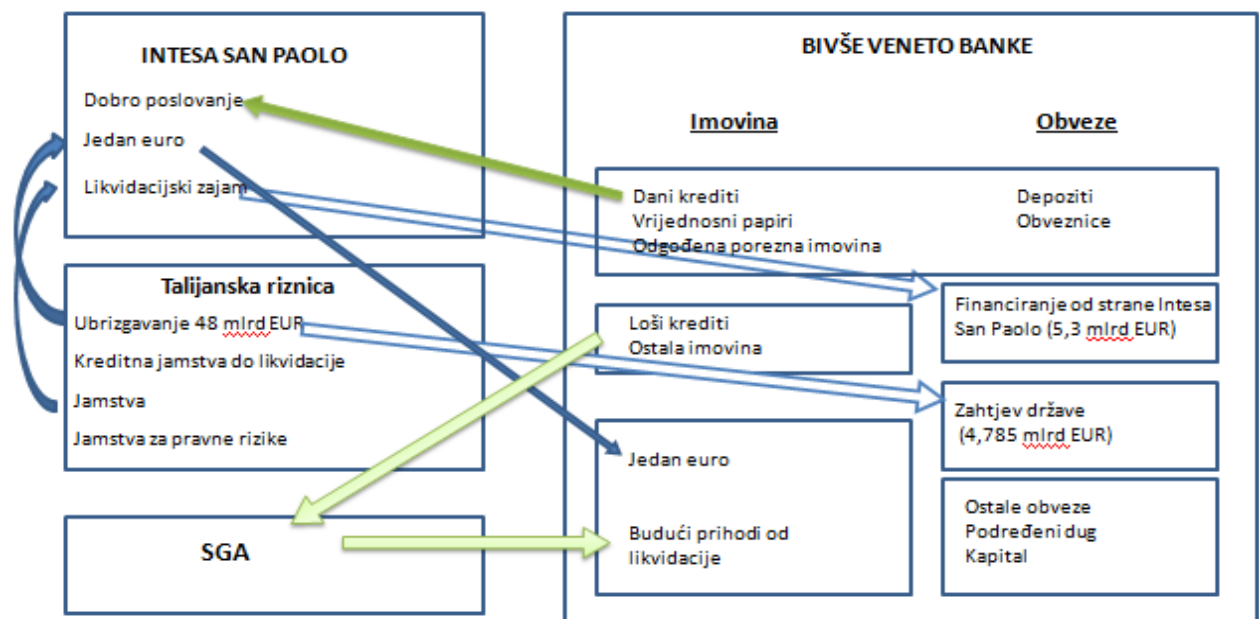 INTESA SAN PAOLO
Dobro poslovanje
Jedan euro
Likvidacijski zajam
Talijanska riznica
Ubrizgavanje 48 mlrd EUR
Kreditna jamstva do likvidacije
Jamstva
Jamstva za pravne rizike
SGA
BIVŠE VENETO BANKE
Imovina
Obveze
Dani krediti
Vrijednosni papiri
Odgođena porezna imovina
Depoziti
Obveznice
Financiranje od strane Intesa
San Paolo (5,3 mlrd EUR)
Loši krediti
Ostala imovina
Zahtjev države
(4,785 mlrd EUR)
Jedan euro
Budući prihodi od
likvidacije
Ostale obveze
Podređeni dug
Kapital